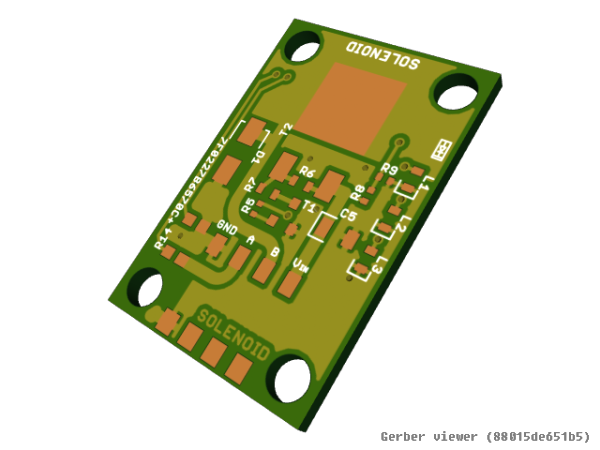 SOLENOID
T2
D1
R9
L1
R6
R7
R8
R5
T1
C5
L2
GND
A
B
VIN
L3
R14
SOLENOID
Gerber viewer (88015de651b5)